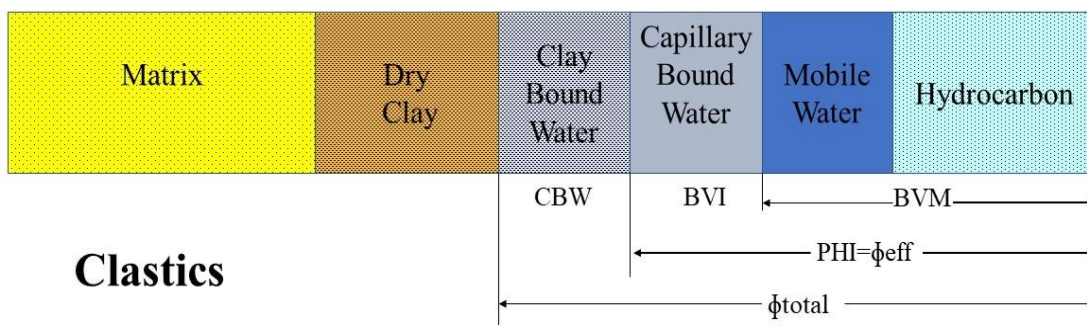 Matrix
Dry
Clay
Clay
Bound
Water
Capillary
Bound
Water
Mobile
Water
Hydrocarbon
CBW
BVI
BVM
PHI=ϕeff
ϕtotal
Clastics